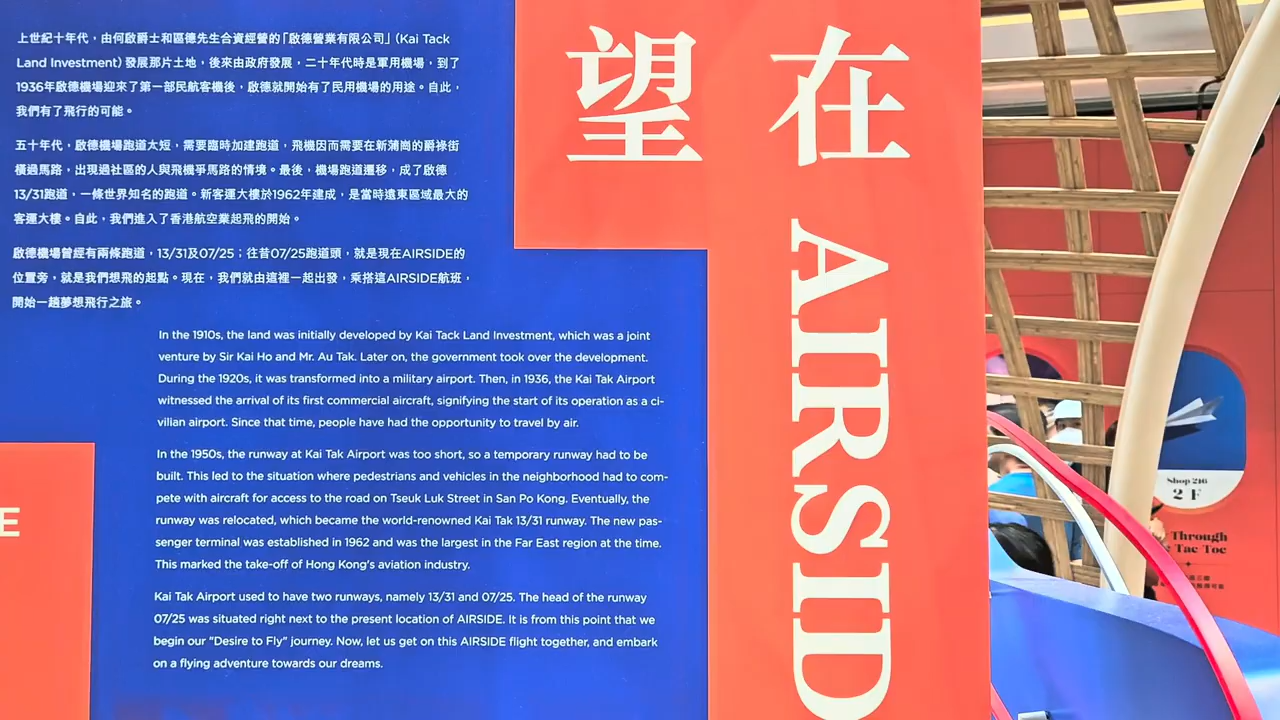 上世紀十年代，由何啟爵士和區德先生合資經營的「啟德營業有限公司」(Kai Tack
Land Investment) 發展那片土地，後來由政府發展，二十年代時是軍用機場，到了
1936年啟德機場迎來了第一部民航客機後，啟德就開始有了民用機場的用途。自此，
我們有了飛行的可能。
五十年代，啟德機場跑道太短，需要臨時加建跑道，飛機因而需要在新蒲崗的爵祿街
橫過馬路，出現過社區的人與飛機爭馬路的情境。最後，機場跑道遷移，成了啟德
13/31跑道，一條世界知名的跑道。新客運大樓於1962年建成，是當時遠東區域最大的
客運大樓。自此，我們進入了香港航空業起飛的開始。
啟德機場曾經有兩條跑道，13/31及07/25；往昔07/25跑道頭，就是現在AIRSIDE的
位置旁，就是我們想飛的起點。現在，我們就由這裡一起出發，乘搭這AIRSIDE航班，
開始一趟夢想飛行之旅。
In the 1910s, the land was initially developed by Kai Tack Land Investment, which was a joint
venture by Sir Kai Ho and Mr. Au Tak. Later on, the government took over the development.
During the 1920s, it was transformed into a military airport. Then, in 1936, the Kai Tak Airport
witnessed the arrival of its first commercial aircraft, signifying the start of its operation as a ci-
vilian airport. Since that time, people have had the opportunity to travel by air.
In the 1950s, the runway at Kai Tak Airport was too short, so a temporary runway had to be
built. This led to the situation where pedestrians and vehicles in the neighborhood had to com-
pete with aircraft for access to the road on Tseuk Luk Street in San Po Kong. Eventually, the
runway was relocated, which became the world-renowned Kai Tak 13/31 runway. The new pas-
senger terminal was established in 1962 and was the largest in the Far East region at the time.
This marked the take-off of Hong Kong's aviation industry.
Kai Tak Airport used to have two runways, namely 13/31 and 07/25. The head of the runway
07/25 was situated right next to the present location of AIRSIDE. It is from this point that we
begin our "Desire to Fly" journey. Now, let us get on this AIRSIDE flight together, and embark
on a flying adventure towards our dreams.
E
在 AIRSID
望
Shop 216
2 F
Through
Tac Toc